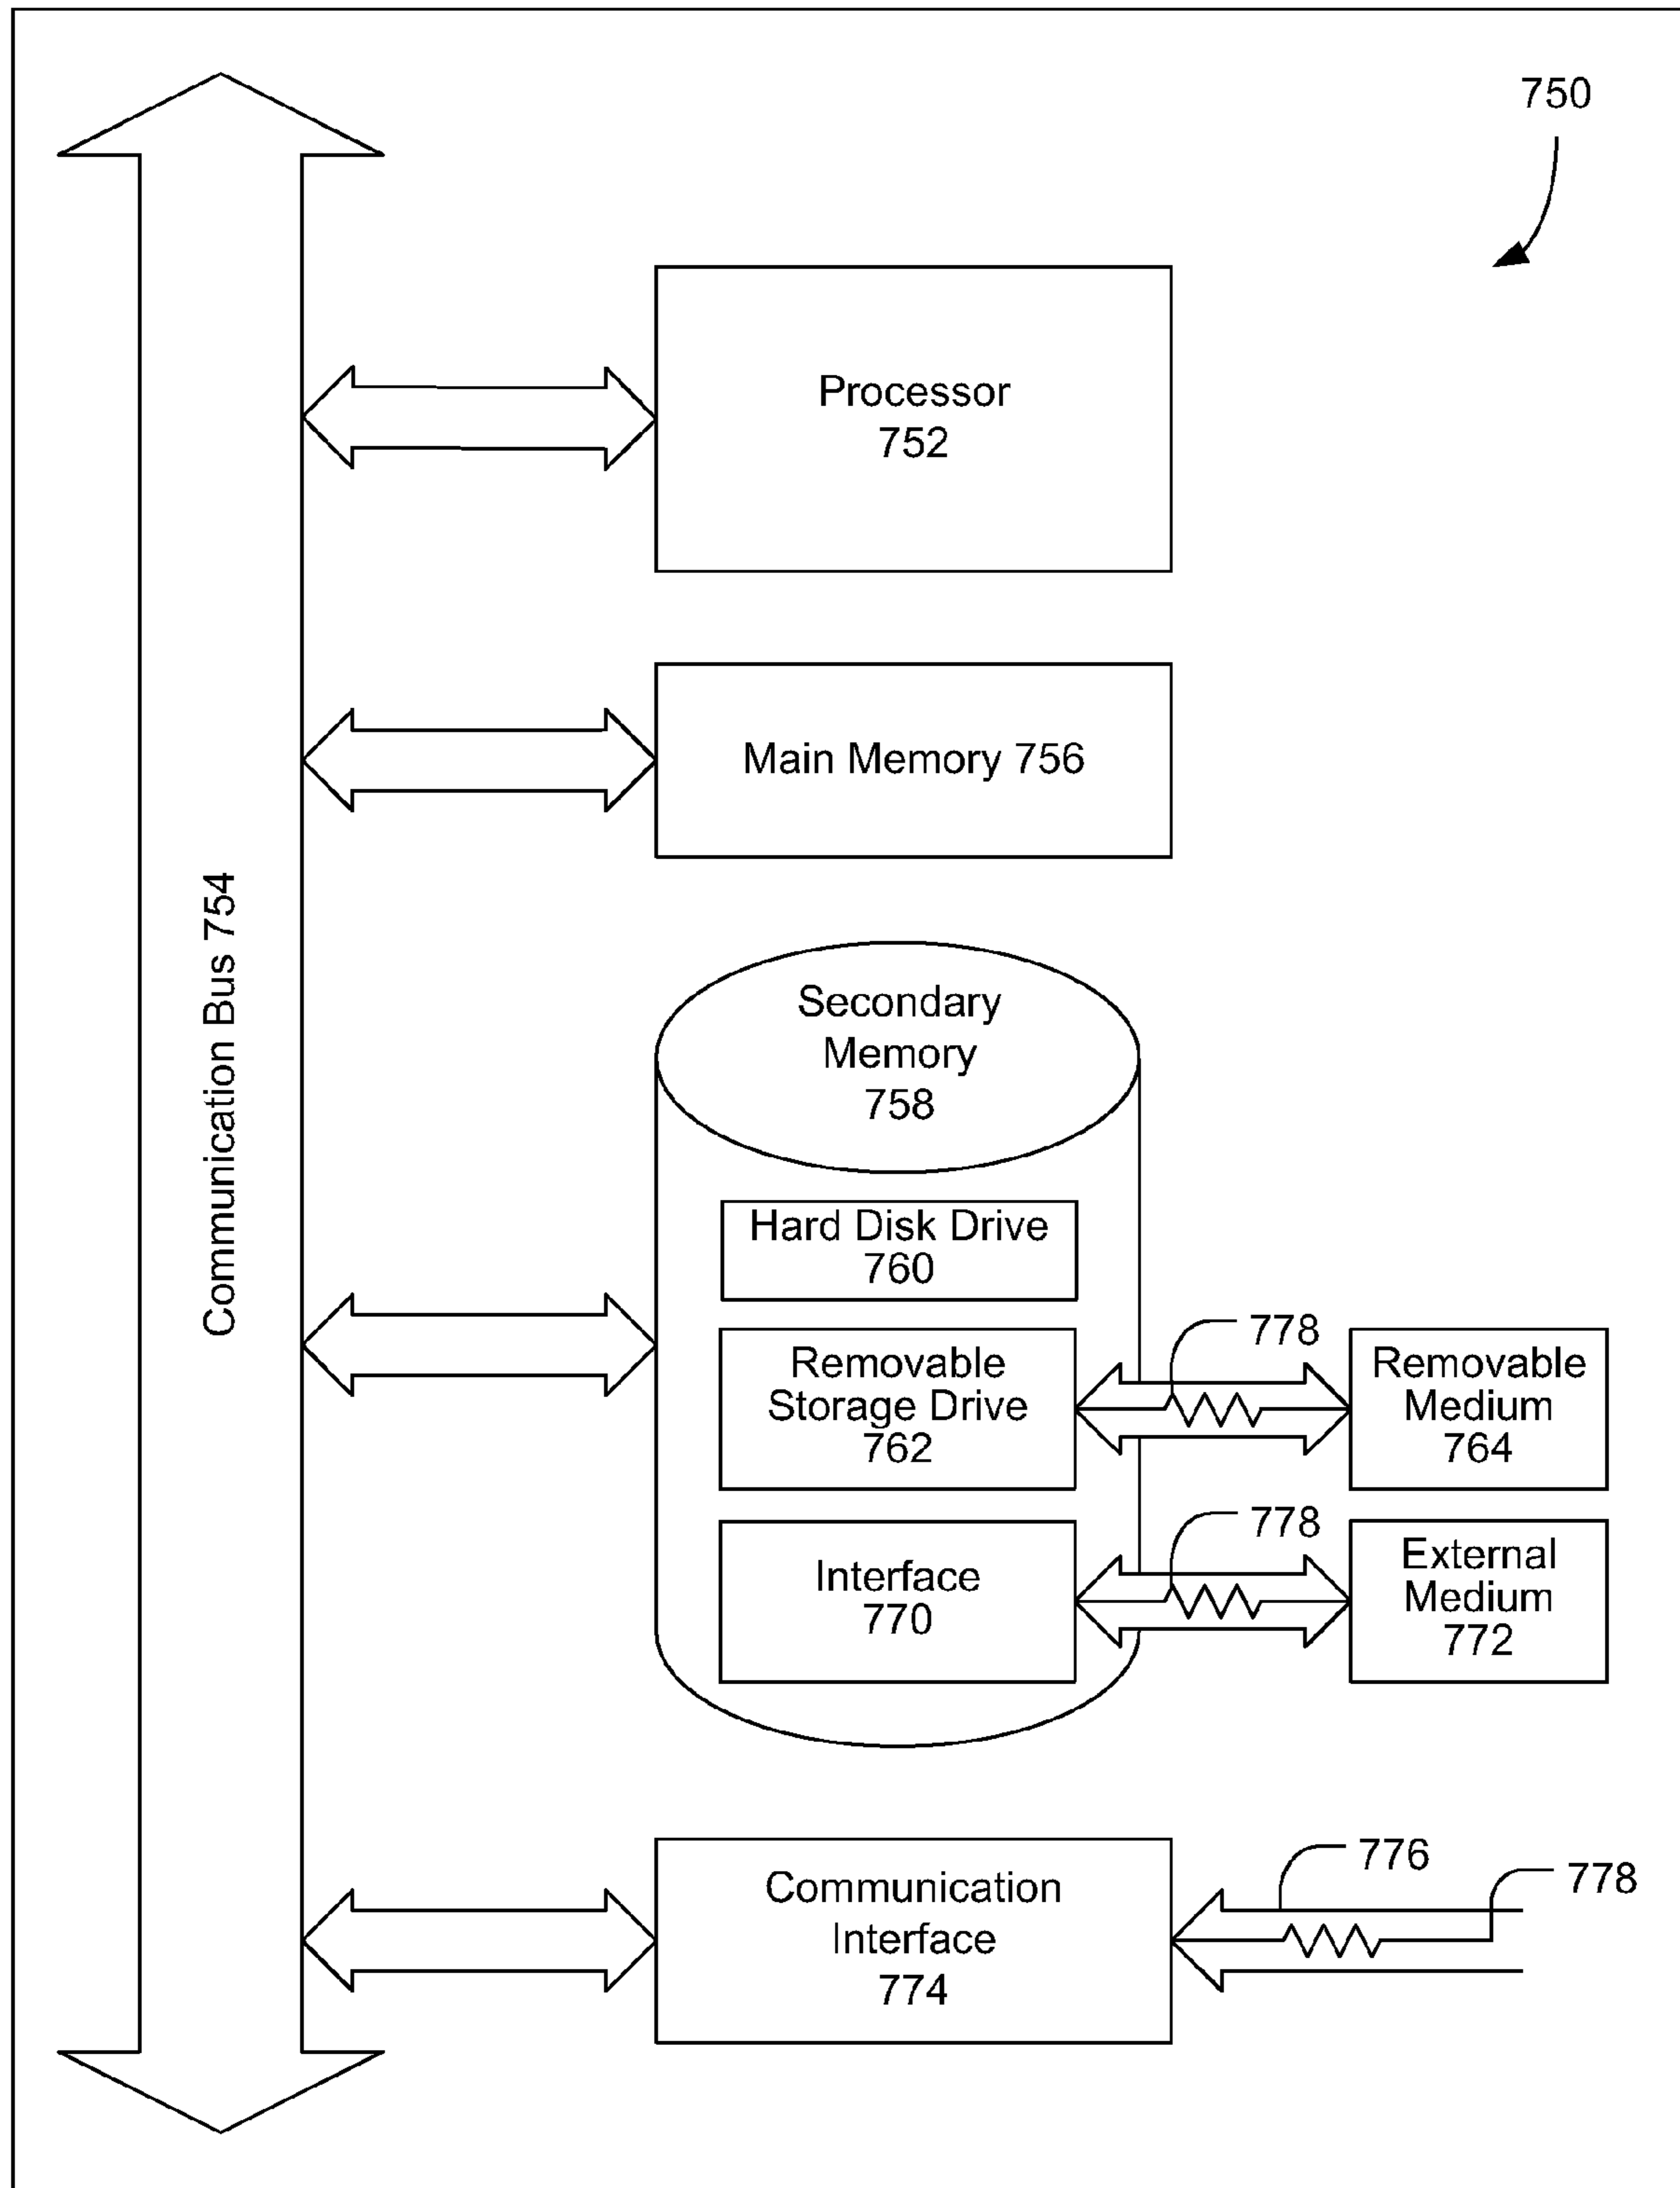 750
Processor
752
Communication Bus 754
Main Memory 756
Secondary
Memory
758
Hard Disk Drive
760
Removable
Storage Drive
762
778
Removable
Medium
764
Interface
770
778
External
Medium
772
Communication
Interface
774
776
778